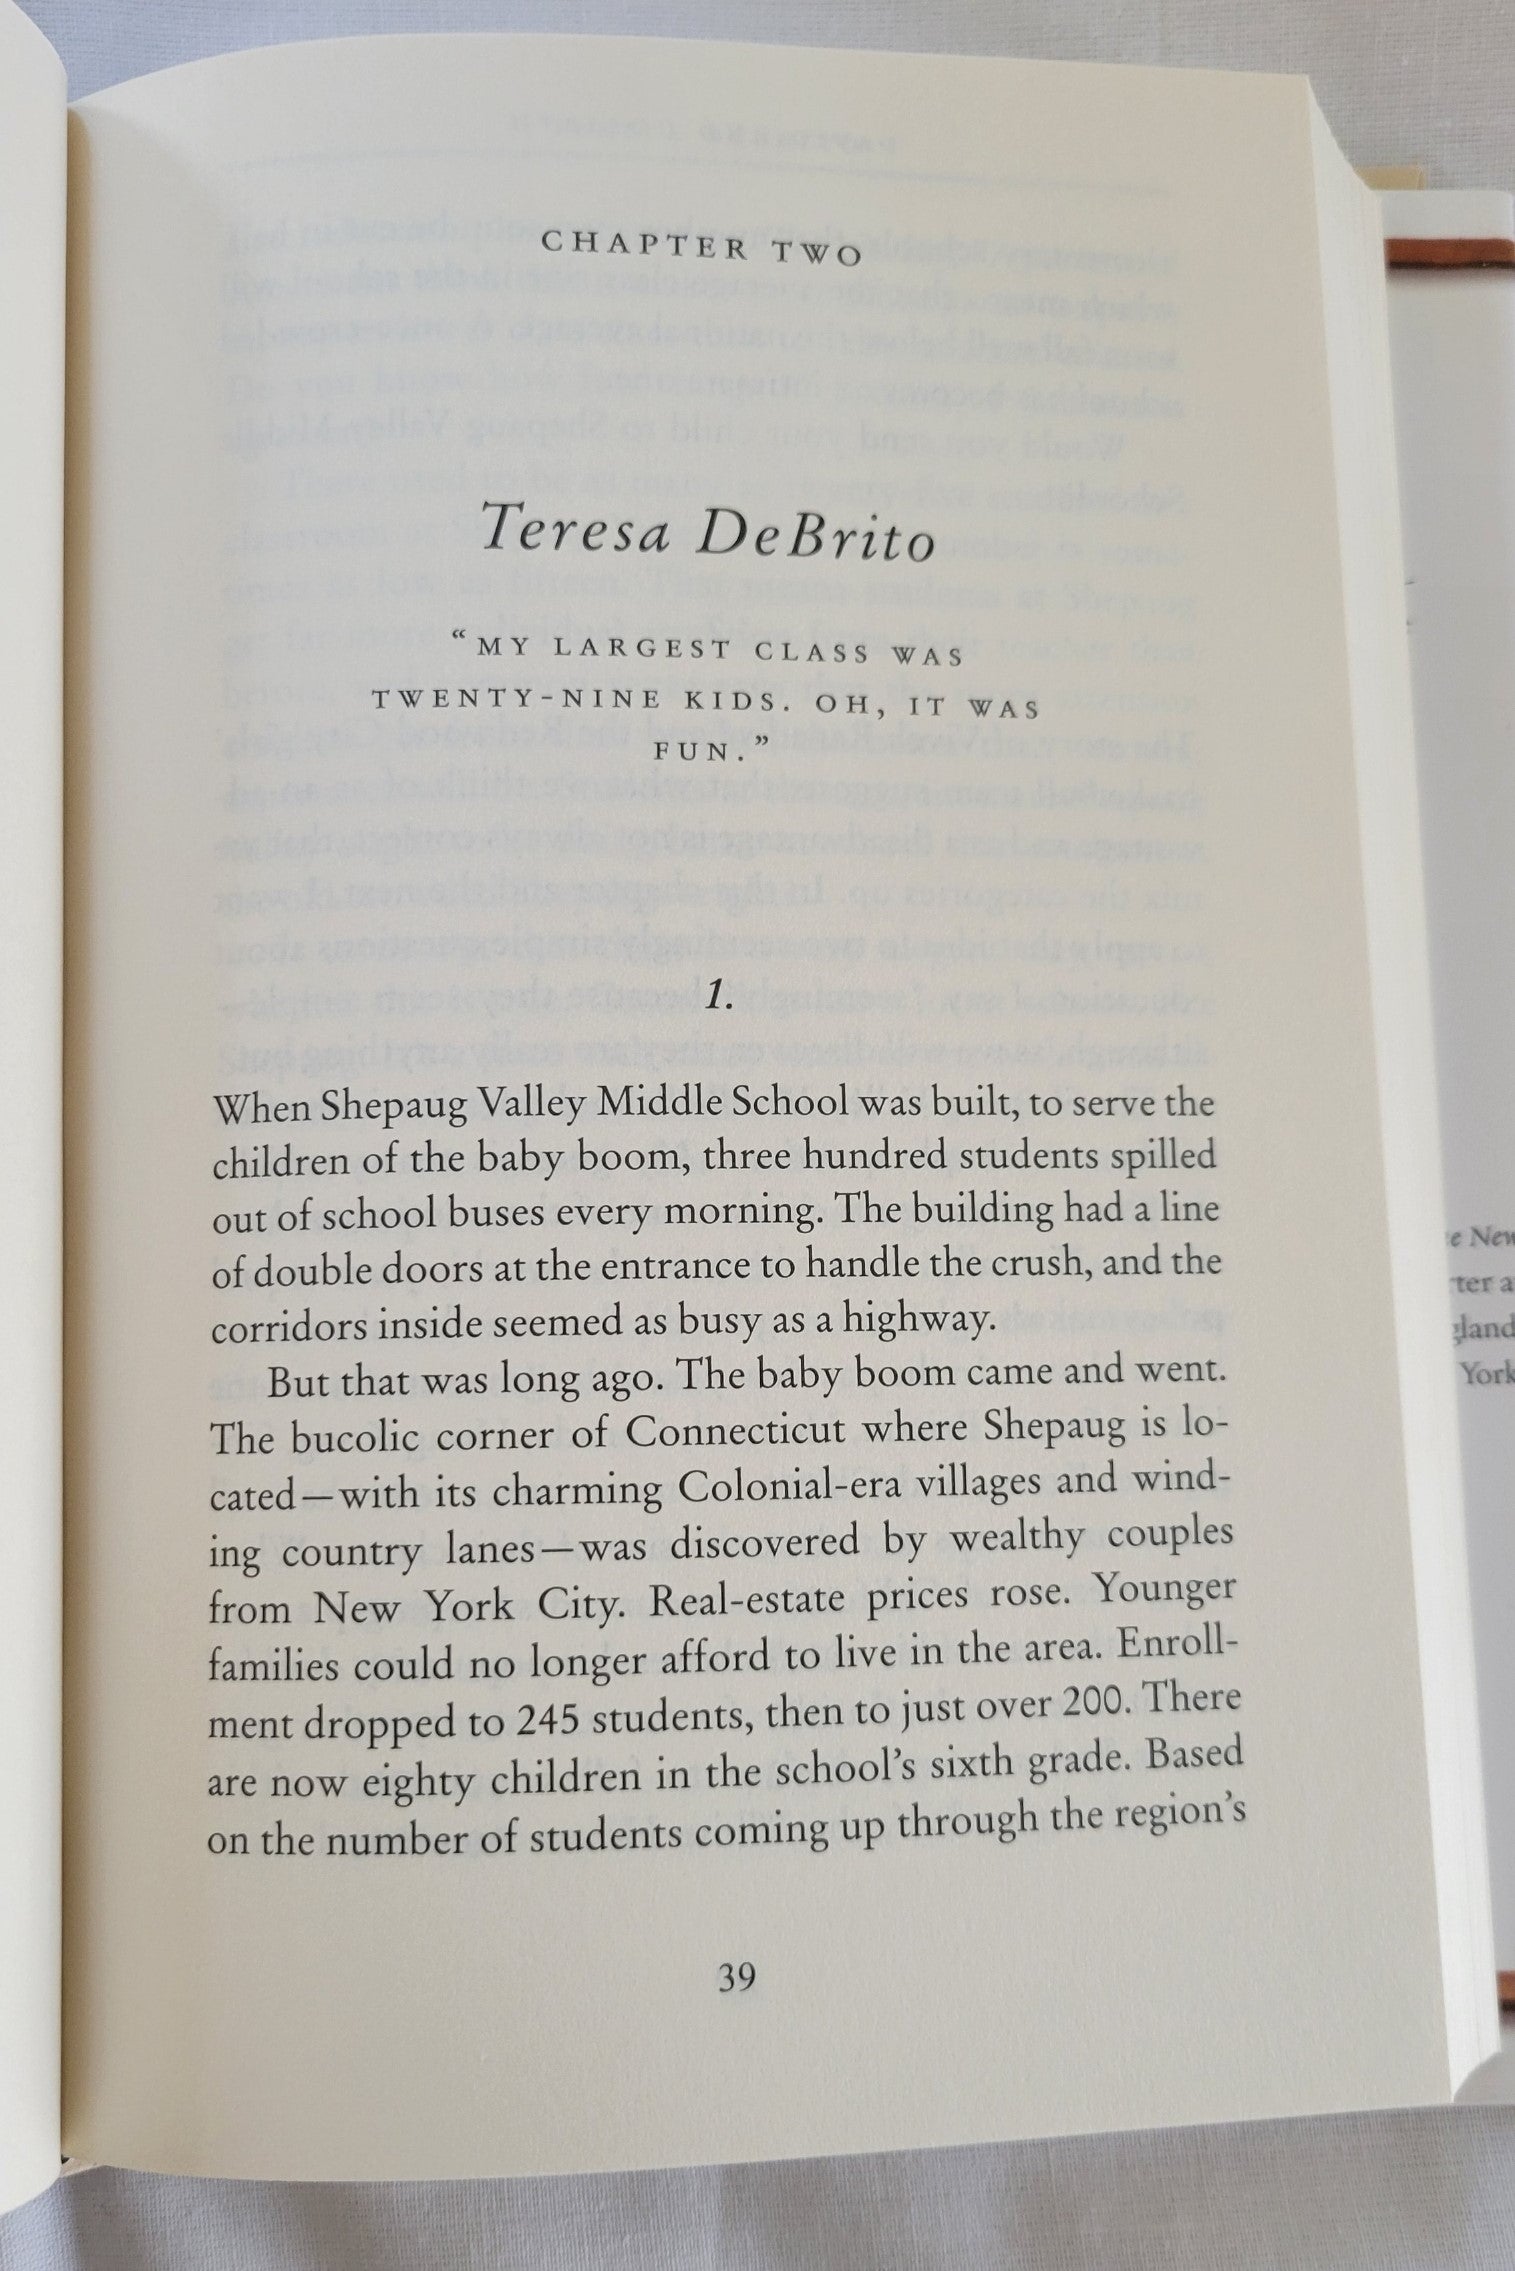 CHAPTER TWO
Teresa DeBrito
“MY LARGEST CLASS WAS
TWENTY-NINE KIDS. OH, IT WAS
FUN.”
1.
When Shepaug Valley Middle School was built, to serve the
children of the baby boom, three hundred students spilled
out of school buses every morning. The building had a line
of double doors at the entrance to handle the crush, and the
corridors inside seemed as busy as a highway.
But that was long ago. The baby boom came and went.
The bucolic corner of Connecticut where Shepaug is lo-
cated—with its charming Colonial-era villages and wind-
ing country lanes—was discovered by wealthy couples
from New York City. Real-estate prices rose. Younger
families could no longer afford to live in the area. Enroll-
ment dropped to 245 students, then to just over 200. There
are now eighty children in the school’s sixth grade. Based
on the number of students coming up through the region’s
39
New
York